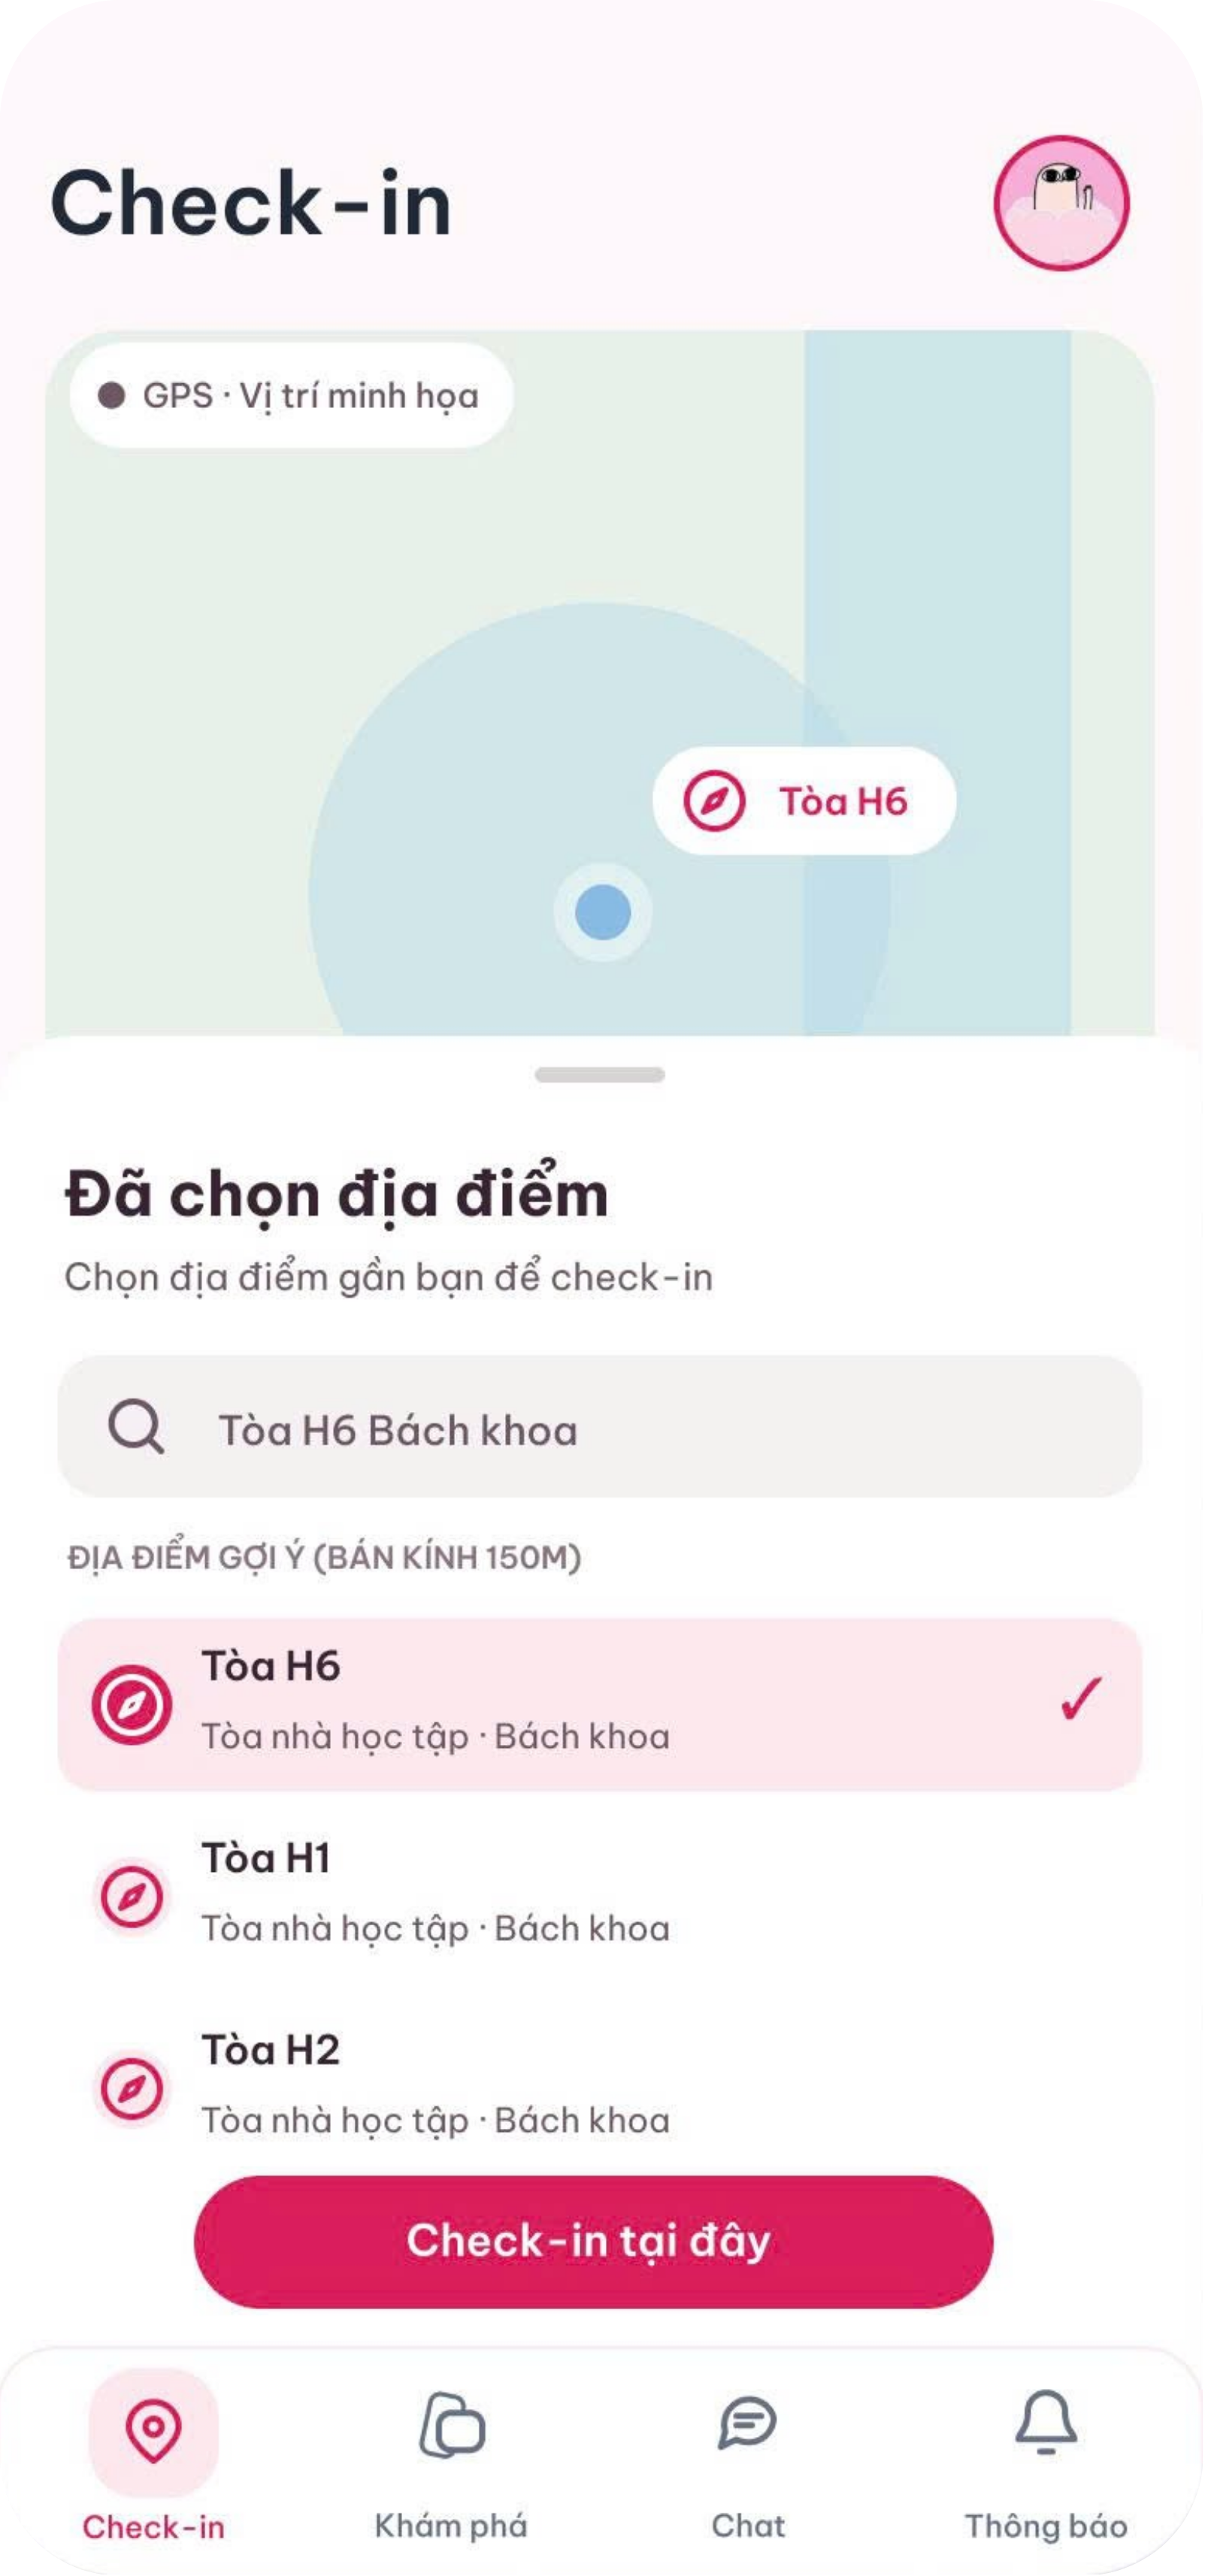 Check-in
GPS · Vị trí minh họa
Tòa H6
Đã chọn địa điểm
Chọn địa điểm gần bạn để check-in
Tòa H6 Bách khoa
ĐỊA ĐIỂM GỢI Ý (BÁN KÍNH 150M)
Tòa H6
Tòa nhà học tập · Bách khoa
Tòa H1
Tòa nhà học tập · Bách khoa
Tòa H2
Tòa nhà học tập · Bách khoa
Check-in tại đây
Check-in
Khám phá
Chat
Thông báo